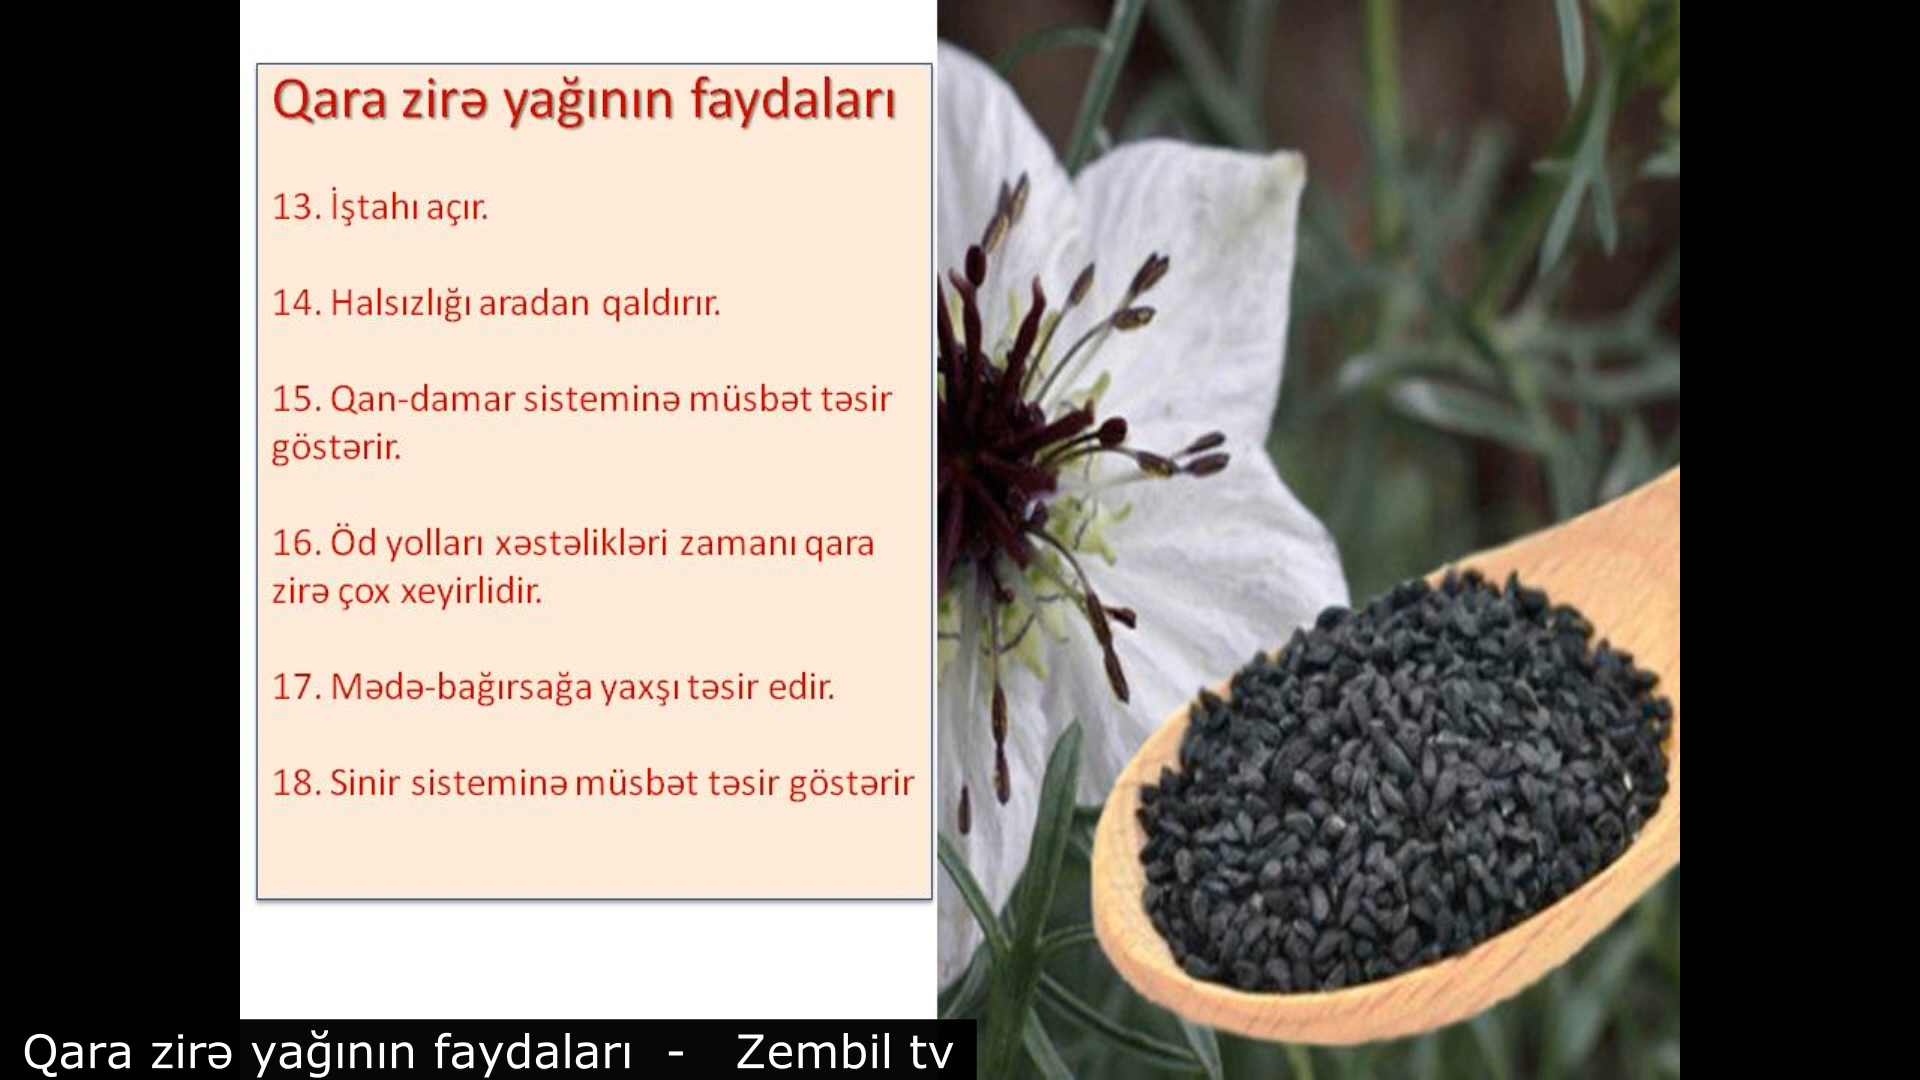 Qara zirə yağının faydaları
13. İştahı açır.
14. Halsızlığı aradan qaldırır.
15. Qan-damar sisteminə müsbət təsir
göstərir.
16. Öd yolları xəstəlikləri zamanı qara
zirə çox xeyirlidir.
17. Mədə-bağırsağa yaxşı təsir edir.
18. Sinir sisteminə müsbət təsir göstərir
Qara zirə yağının faydaları - Zembil tv